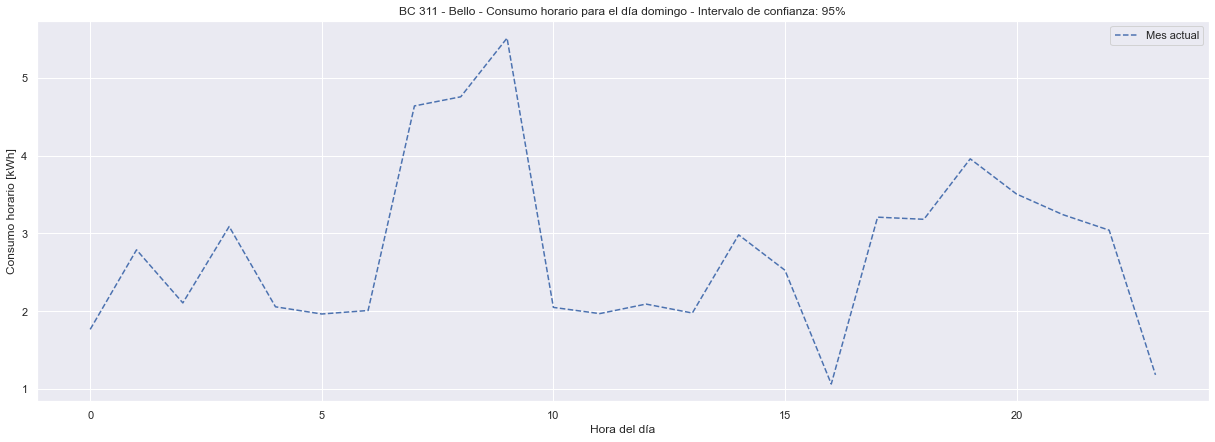 BC 311 - Bello - Consumo horario para el día domingo - Intervalo de confianza: 95%
Mes actual
Consumo horario [kWh]
5
4
3
2
1
0
5
10
15
20
Hora del día